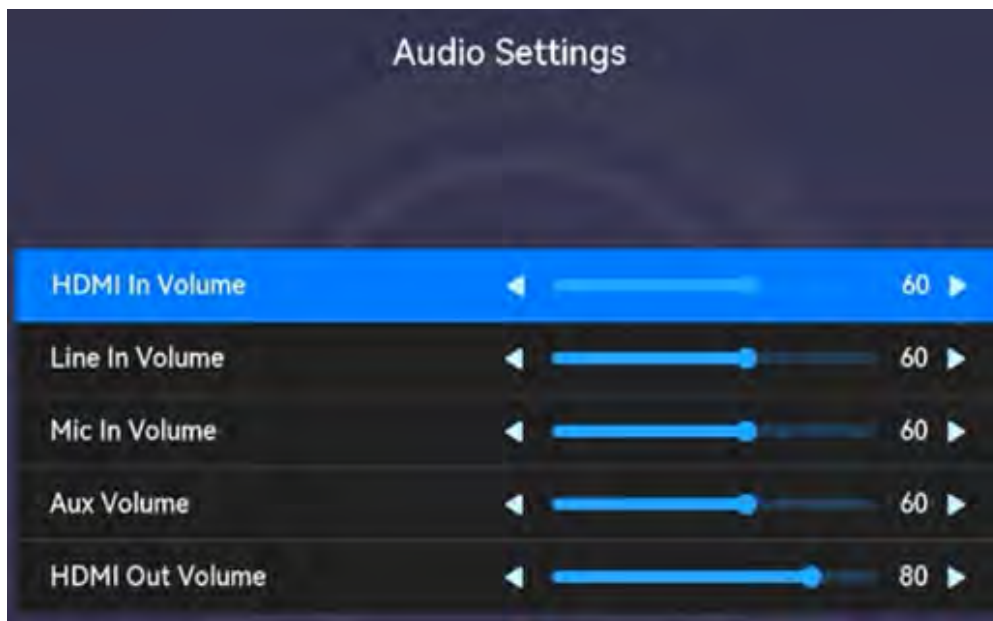 Audio Settings
HDMI In Volume 60
Line In Volume 60
Mic In Volume 60
Aux Volume 60
HDMI Out Volume 80